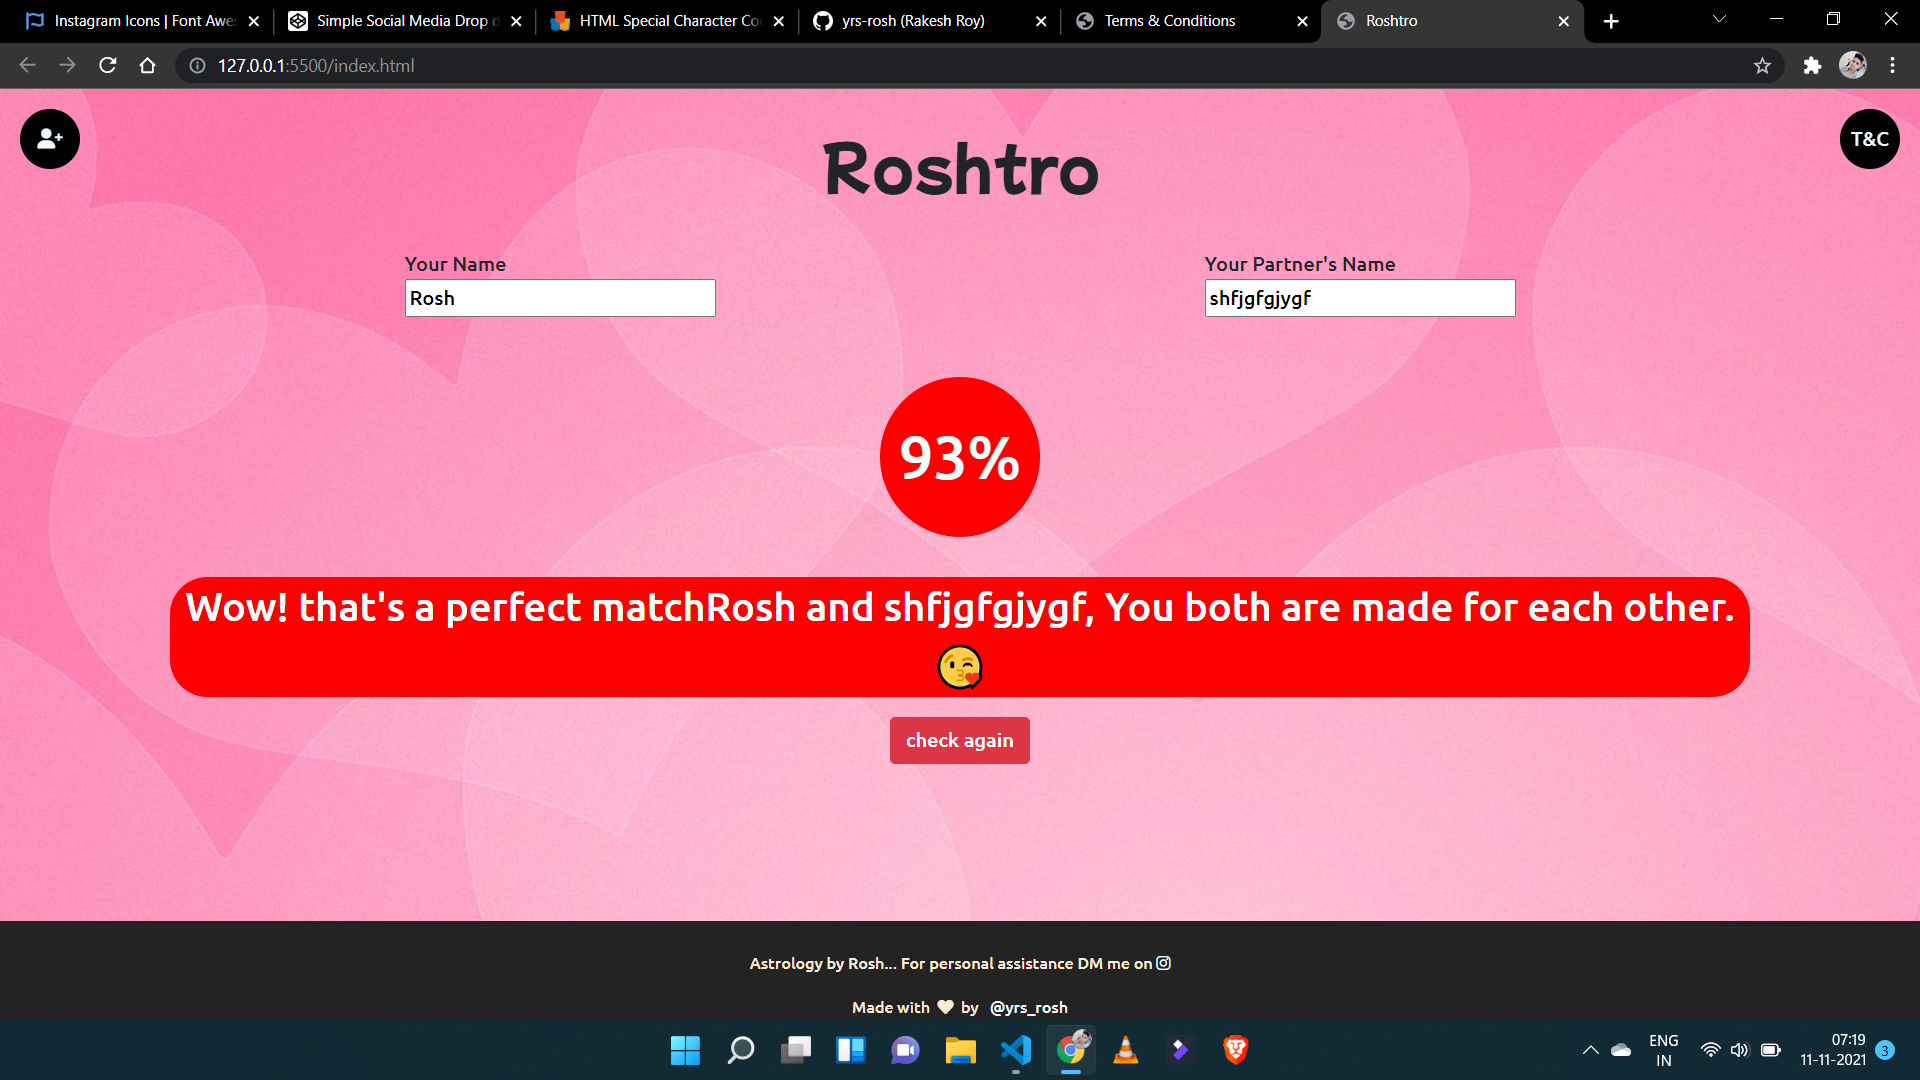 Instagram Icons | Font Awes
Simple Social Media Drop d
HTML Special Character Co
yrs-rosh (Rakesh Roy)
Terms & Conditions
Roshtro
127.0.0.1:5500/index.html
T&C
Roshtro
Your Name
Your Partner's Name
Rosh
shfjgfgjygf
93%
Wow! that's a perfect matchRosh and shfjgfgjygf, You both are made for each other.
😘
check again
Astrology by Rosh... For personal assistance DM me on
Made with ♥ by @yrs_rosh
ENG
IN
07:19
11-11-2021
3